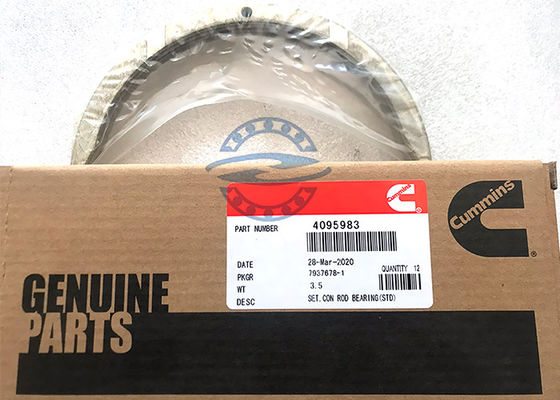 Cummins
Cummins
PART NUMBER 4095983
DATE 28-Mar-2020
PKGR 7937678-1 QUANTITY 12
WT 3.5
DESC SET,CON ROD BEARING(STD)
GENUINE
PARTS